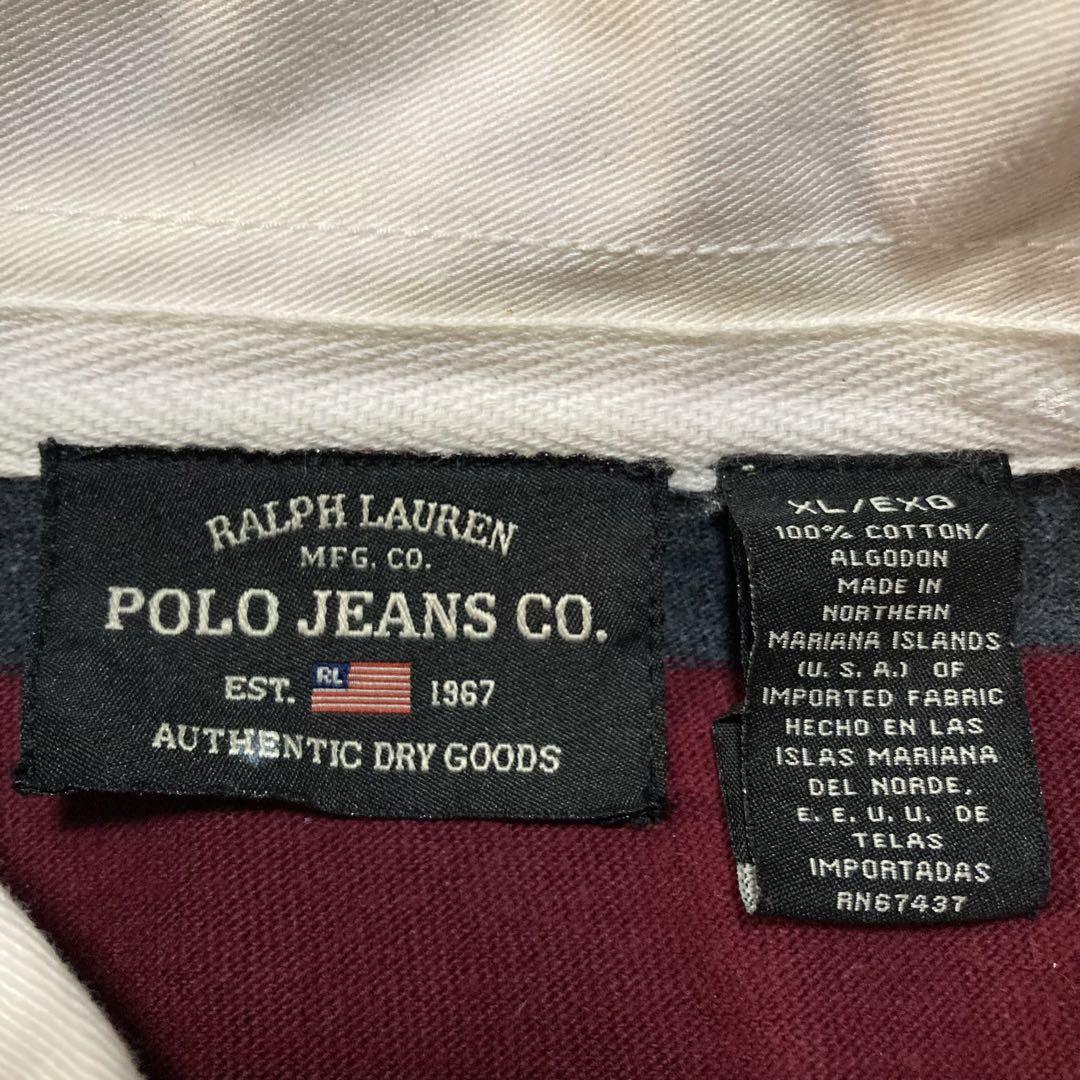 RALPH LAUREN
MFG. CO.
POLO JEANS CO.
EST. RL 1967
AUTHENTIC DRY GOODS
XL/EXG
100% COTTON/
ALGODON
MADE IN
NORTHERN
MARIANA ISLANDS
(U. S. A.) OF
IMPORTED FABRIC
HECHO EN LAS
ISLAS MARIANA
DEL NORDE,
E. E. U. U. DE
TELAS
IMPORTADAS
RN67437